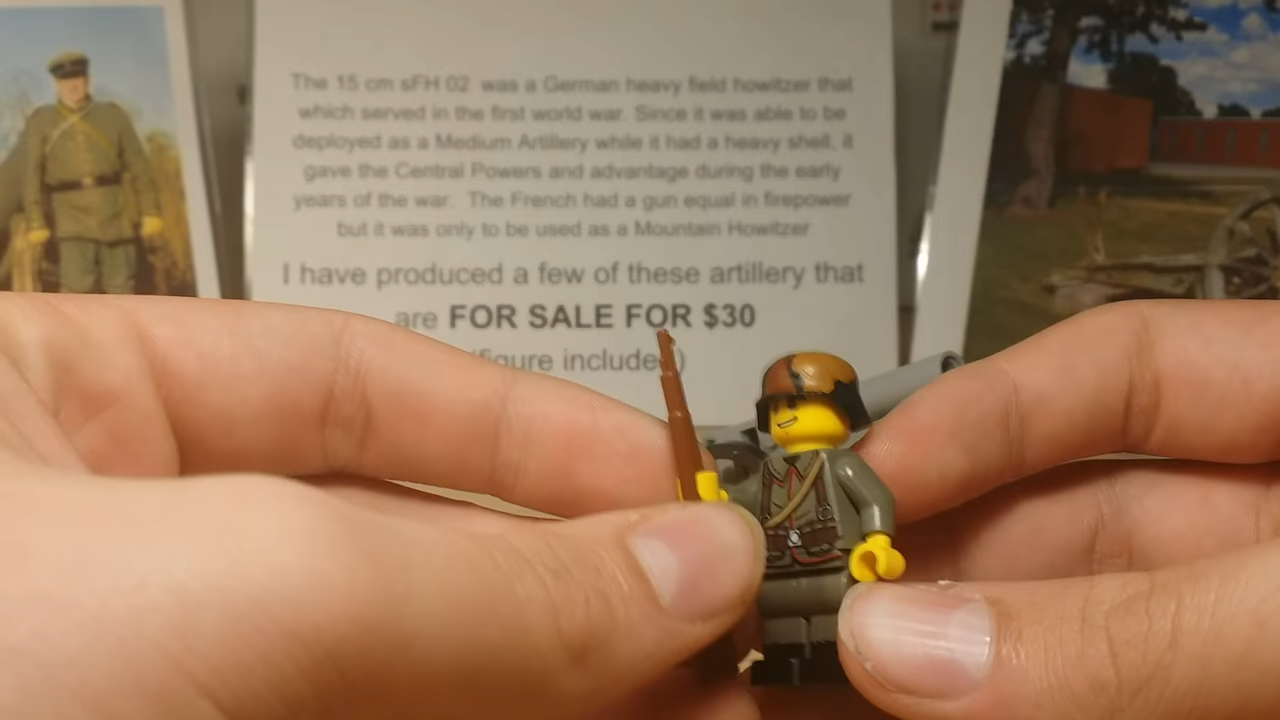 The 15 cm sFH 02 was a German heavy field howitzer that
which served in the first world war. Since it was able to be
deployed as a Medium Artillery while it had a heavy shell, it
gave the Central Powers and advantage during the early
years of the war. The French had a gun equal in firepower
but it was only to be used as a Mountain Howitzer
I have produced a few of these artillery that
are FOR SALE FOR $30
(figure included)